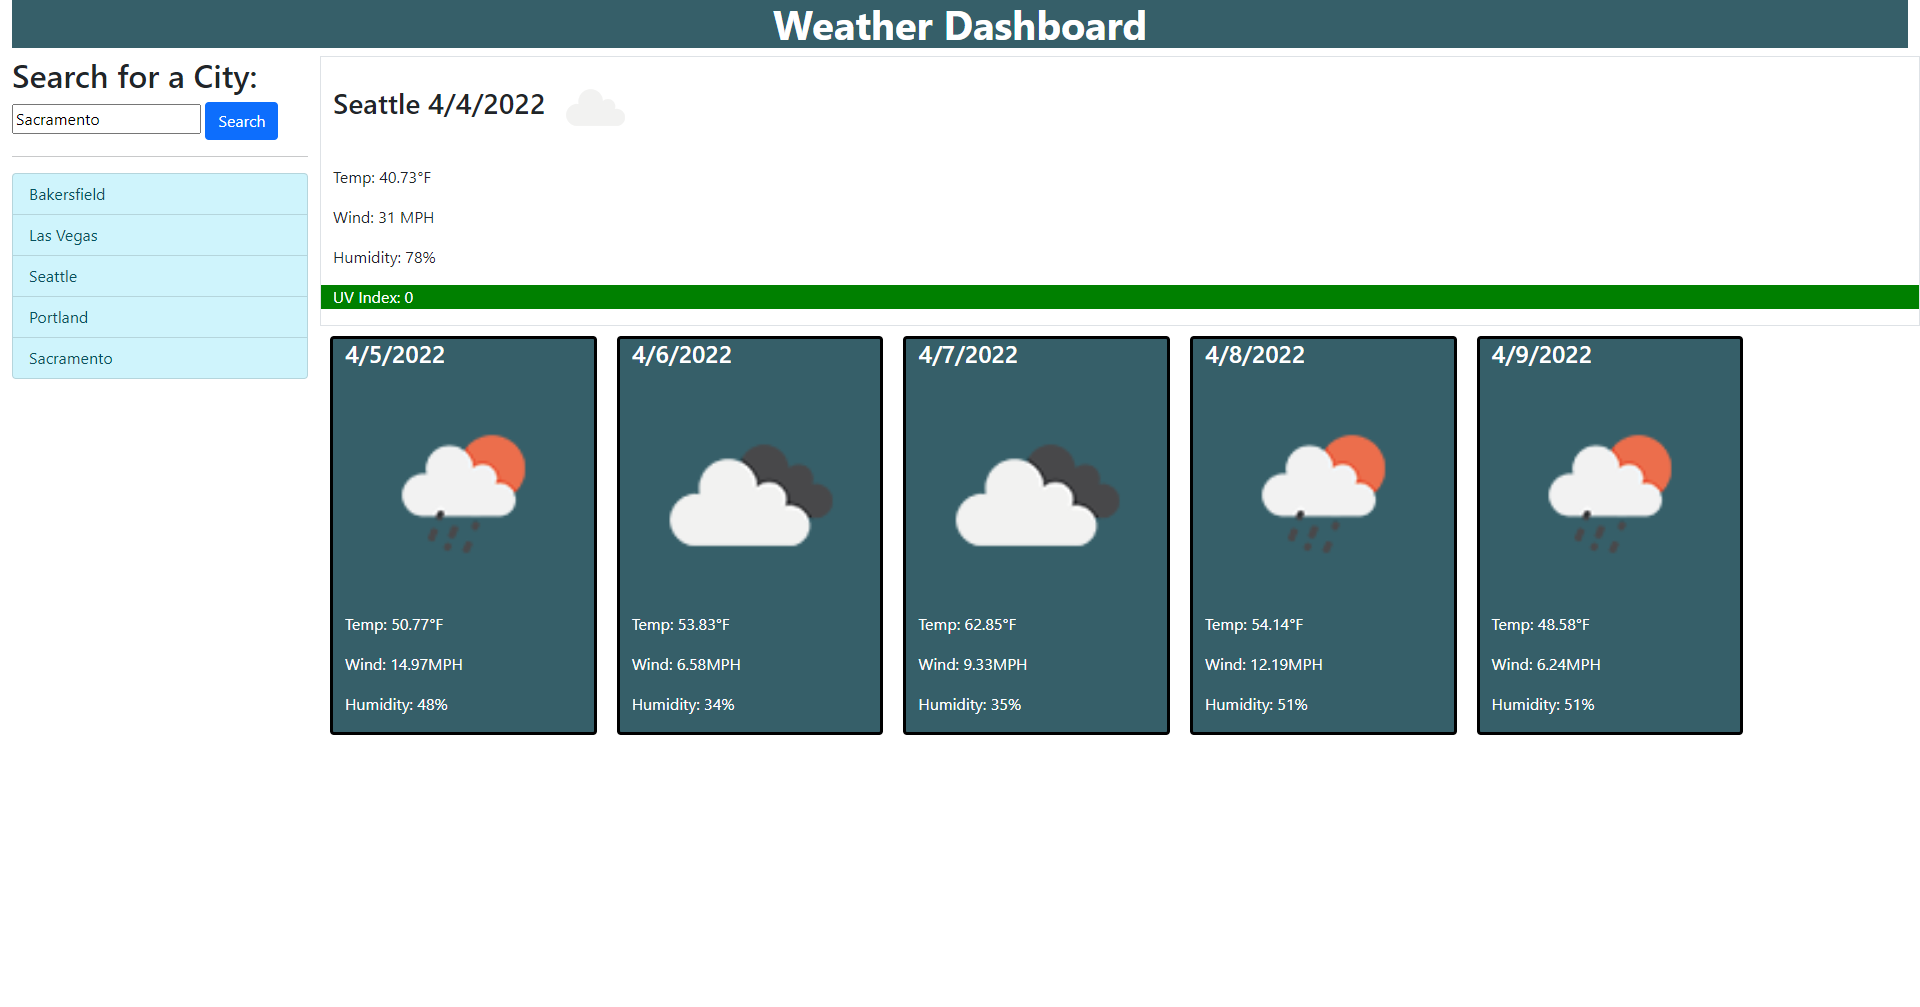 Weather Dashboard
Search for a City:
Sacramento
Search
Bakersfield
Las Vegas
Seattle
Portland
Sacramento
Seattle 4/4/2022
Temp: 40.73°F
Wind: 31 MPH
Humidity: 78%
UV Index: 0
4/5/2022
Temp: 50.77°F
Wind: 14.97MPH
Humidity: 48%
4/6/2022
Temp: 53.83°F
Wind: 6.58MPH
Humidity: 34%
4/7/2022
Temp: 62.85°F
Wind: 9.33MPH
Humidity: 35%
4/8/2022
Temp: 54.14°F
Wind: 12.19MPH
Humidity: 51%
4/9/2022
Temp: 48.58°F
Wind: 6.24MPH
Humidity: 51%